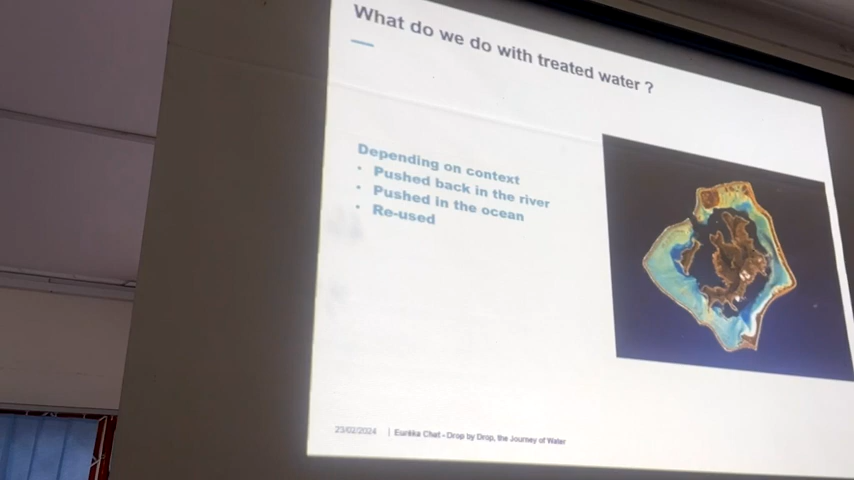 What do we do with treated water ?
Depending on context
• Pushed back in the river
• Pushed in the ocean
• Re-used
23/02/2024 | Eurêka Chat - Drop by Drop, the Journey of Water